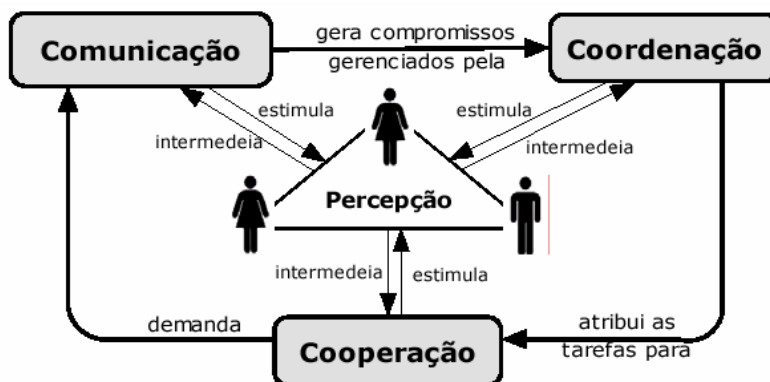 gera compromissos
Comunicação
Coordenação
gerenciados pela
estimula
estimula
intermedeia
intermedeia
Percepção
intermedeia
estimula
demanda
atribui as
tarefas para
Cooperação